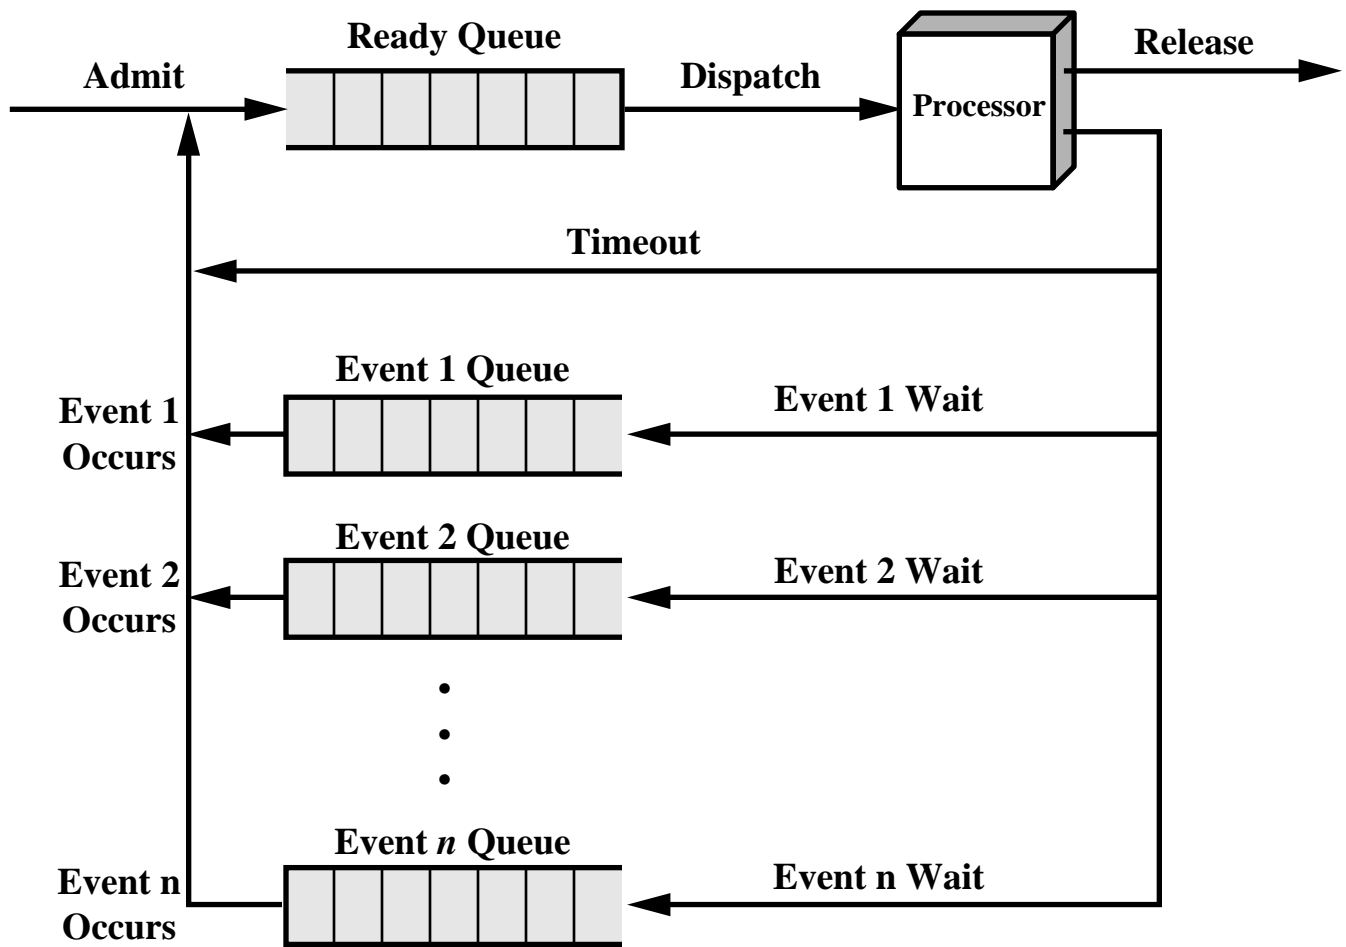 Ready Queue
Admit
Dispatch
Processor
Release
Timeout
Event 1 Queue
Event 1
Occurs
Event 1 Wait
Event 2 Queue
Event 2
Occurs
Event 2 Wait
Event n Queue
Event n
Occurs
Event n Wait